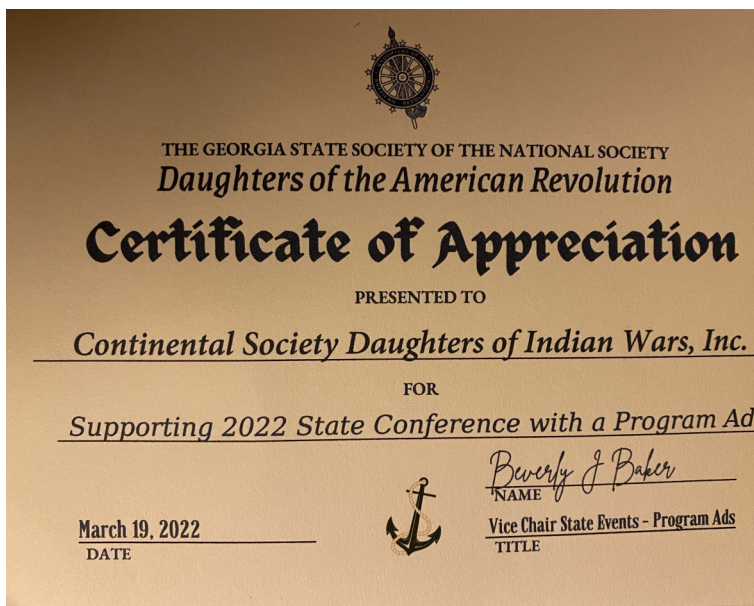 THE GEORGIA STATE SOCIETY OF THE NATIONAL SOCIETY
Daughters of the American Revolution
Certificate of Appreciation
PRESENTED TO
Continental Society Daughters of Indian Wars, Inc.
FOR
Supporting 2022 State Conference with a Program Ad
Beverly J Baker
NAME
March 19, 2022
Vice Chair State Events - Program Ads
DATE
TITLE